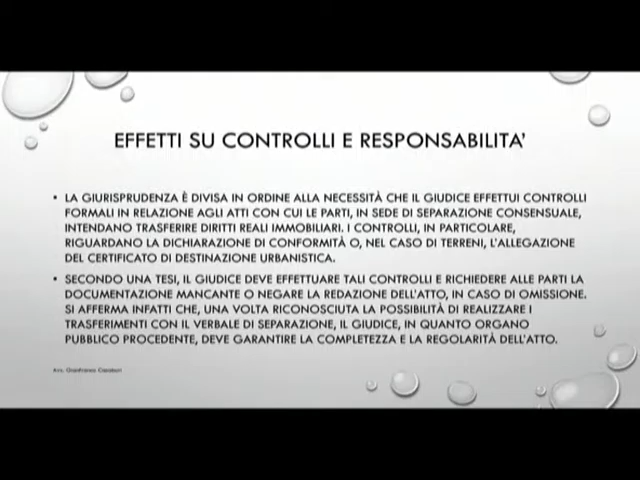 EFFETTI SU CONTROLLI E RESPONSABILITA'
• LA GIURISPRUDENZA È DIVISA IN ORDINE ALLA NECESSITÀ CHE IL GIUDICE EFFETTUI CONTROLLI
FORMALI IN RELAZIONE AGLI ATTI CON CUI LE PARTI, IN SEDE DI SEPARAZIONE CONSENSUALE,
INTENDANO TRASFERIRE DIRITTI REALI IMMOBILIARI. I CONTROLLI, IN PARTICOLARE,
RIGUARDANO LA DICHIARAZIONE DI CONFORMITÀ O, NEL CASO DI TERRENI, L'ALLEGAZIONE
DEL CERTIFICATO DI DESTINAZIONE URBANISTICA.
• SECONDO UNA TESI, IL GIUDICE DEVE EFFETTUARE TALI CONTROLLI E RICHIEDERE ALLE PARTI LA
DOCUMENTAZIONE MANCANTE O NEGARE LA REDAZIONE DELL'ATTO, IN CASO DI OMISSIONE.
SI AFFERMA INFATTI CHE, UNA VOLTA RICONOSCIUTA LA POSSIBILITÀ DI REALIZZARE I
TRASFERIMENTI CON IL VERBALE DI SEPARAZIONE, IL GIUDICE, IN QUANTO ORGANO
PUBBLICO PROCEDENTE, DEVE GARANTIRE LA COMPLETEZZA E LA REGOLARITÀ DELL'ATTO.
Avv. Gianfranco